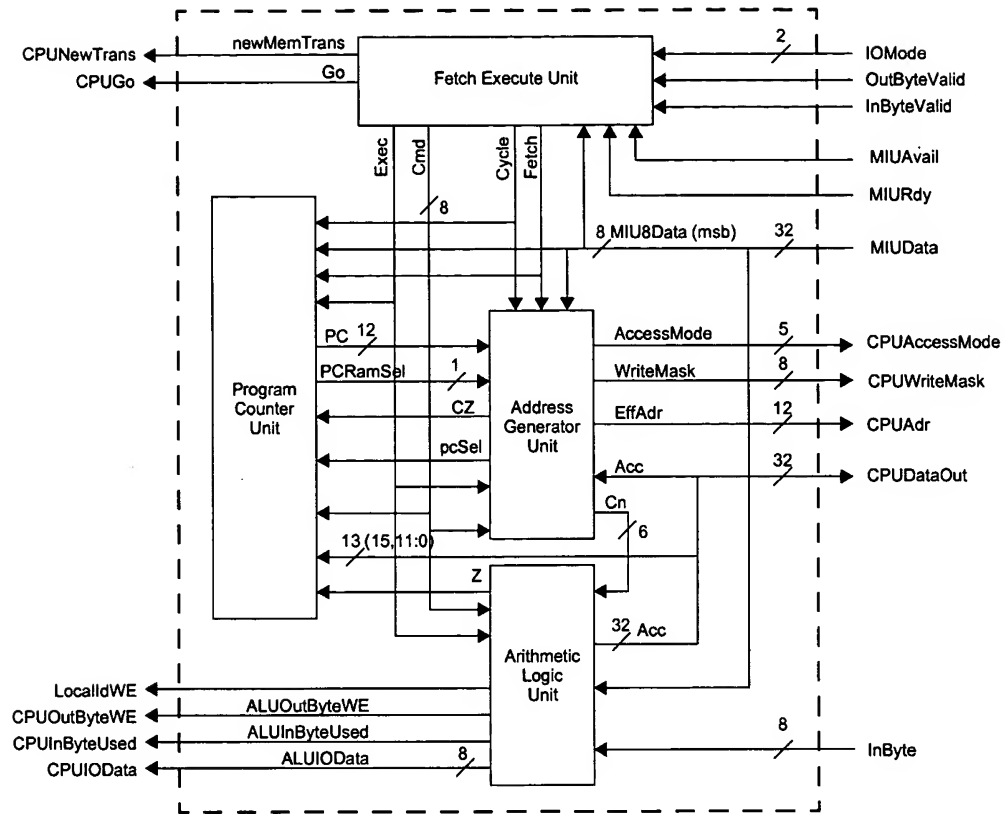 newMemTrans
2
CPUNewTrans
IOMode
Go
Fetch Execute Unit
CPUGo
OutByteValid
InByteValid
Exec
Cmd
Cycle
Fetch
MIUAvail
MIURdy
8
8 MIU8Data (msb)
32
MIUData
PC 12
AccessMode
5
CPUAccessMode
PCRamSel 1
WriteMask
8
CPUWriteMask
Program
Counter
Unit
CZ
Address
Generator
Unit
EffAdr
12
CPUAdr
pcSel
Acc
32
CPUDataOut
Cn
6
13 (15,11:0)
Z
32 Acc
Arithmetic
Logic
Unit
LocalIdWE
CPUOutByteWE
ALUOutByteWE
CPUInByteUsed
ALUInByteUsed
8
InByte
CPUIOData
ALUIOData
8